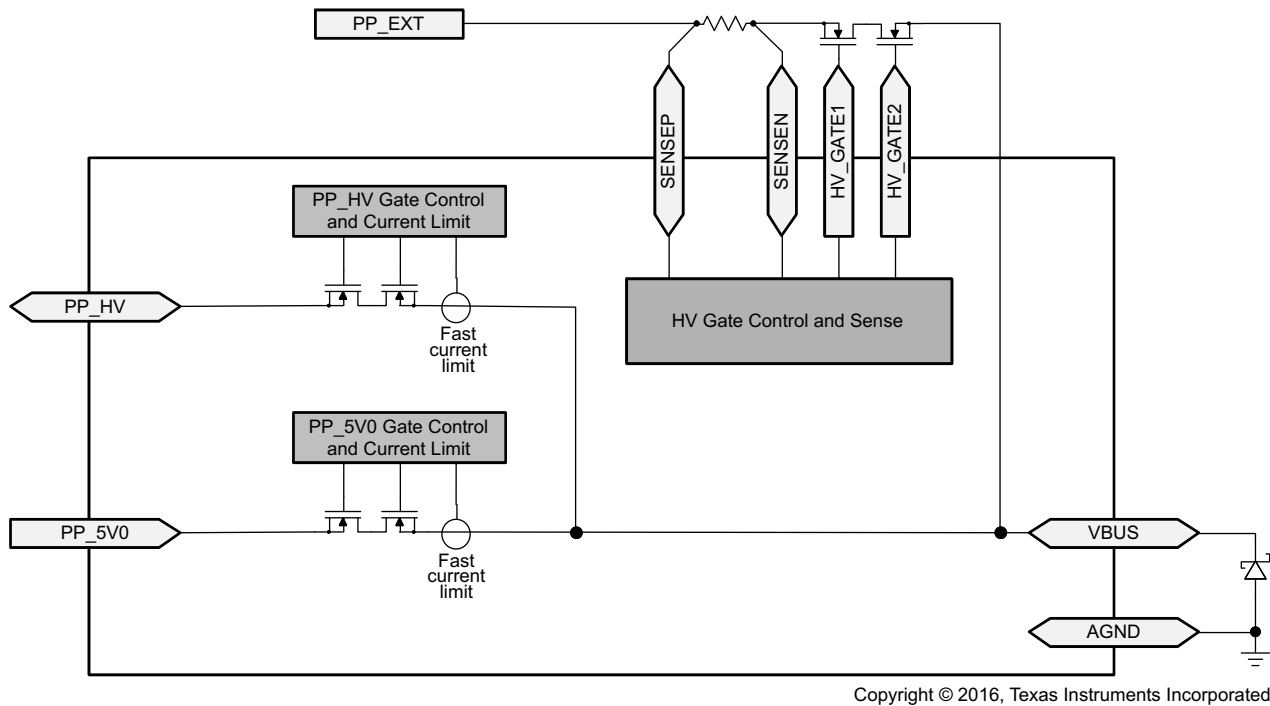 PP_EXT
SENSEP
SENSEN
HV_GATE1
HV_GATE2
PP_HV Gate Control
and Current Limit
PP_HV
Fast
current
limit
HV Gate Control and Sense
PP_5V0 Gate Control
and Current Limit
PP_5V0
Fast
current
limit
VBUS
AGND
Copyright © 2016, Texas Instruments Incorporated